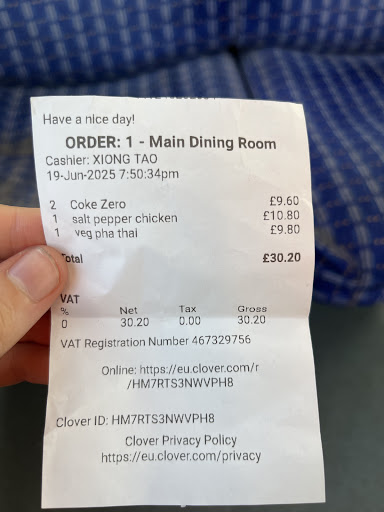 Have a nice day!
ORDER: 1 - Main Dining Room
Cashier: XIONG TAO
19-Jun-2025 7:50:34pm
2 Coke Zero £9.60
1 salt pepper chicken £10.80
1 veg pha thai £9.80
Total £30.20
VAT
% Net Tax Gross
0 30.20 0.00 30.20
VAT Registration Number 467329756
Online: https://eu.clover.com/r
/HM7RTS3NWVPH8
Clover ID: HM7RTS3NWVPH8
Clover Privacy Policy
https://eu.clover.com/privacy